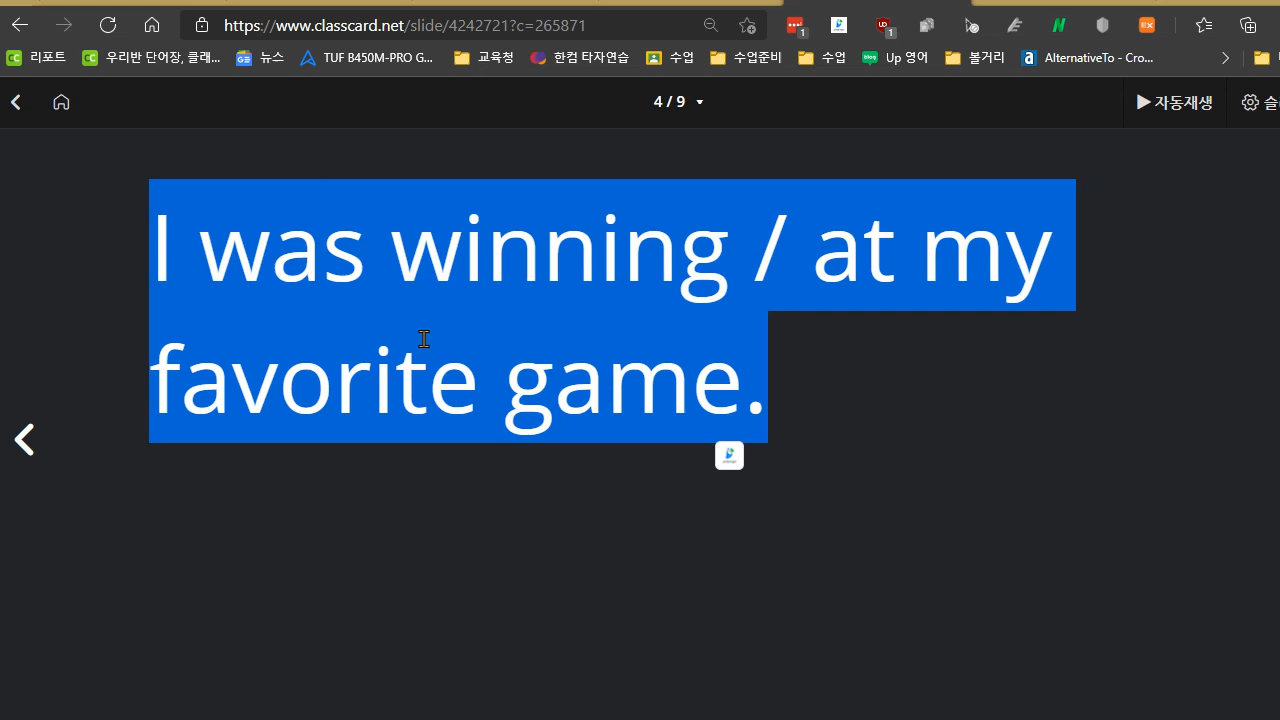 https://www.classcard.net/slide/4242721?c=265871
1
1
리포트
우리반 단어장, 클래...
뉴스
TUF B450M-PRO G...
교육청
한컴 타자연습
수업
수업준비
수업
Up 영어
볼거리
AlternativeTo - Cro...
4 / 9
자동재생
I was winning / at my
favorite game.